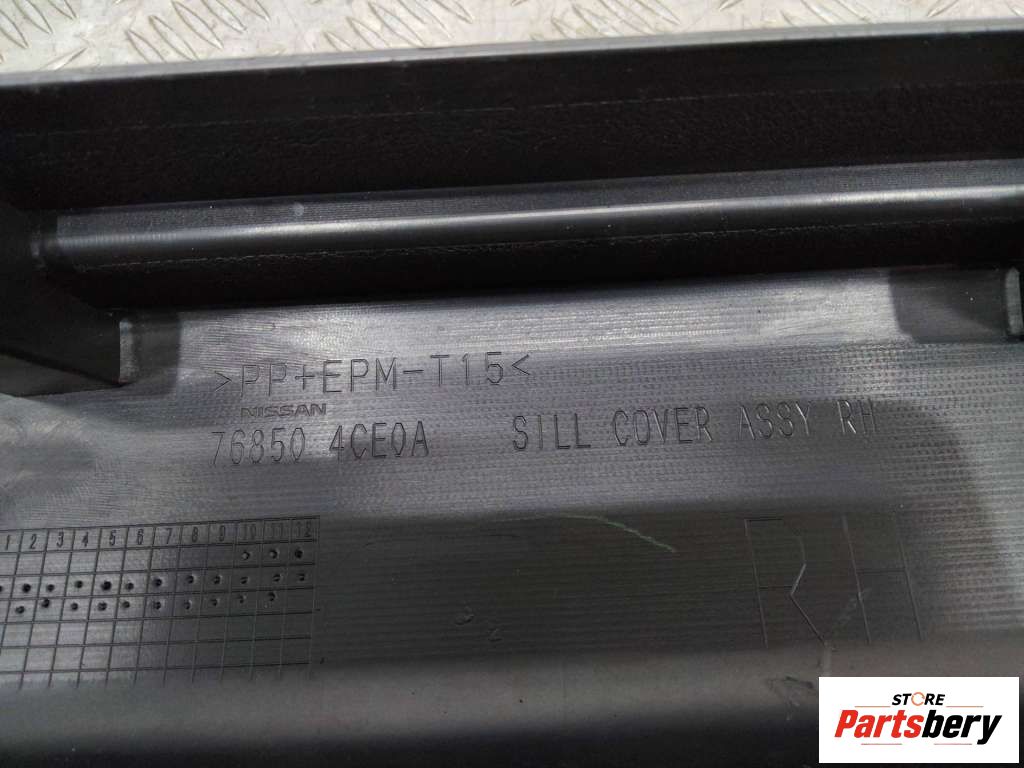 >PP+EPM-T15<
NISSAN
76850 4CE0A SILL COVER ASSY RH
1 2 3 4 5 6 7 8 9 10 11 12
RH
STORE
Partsbery